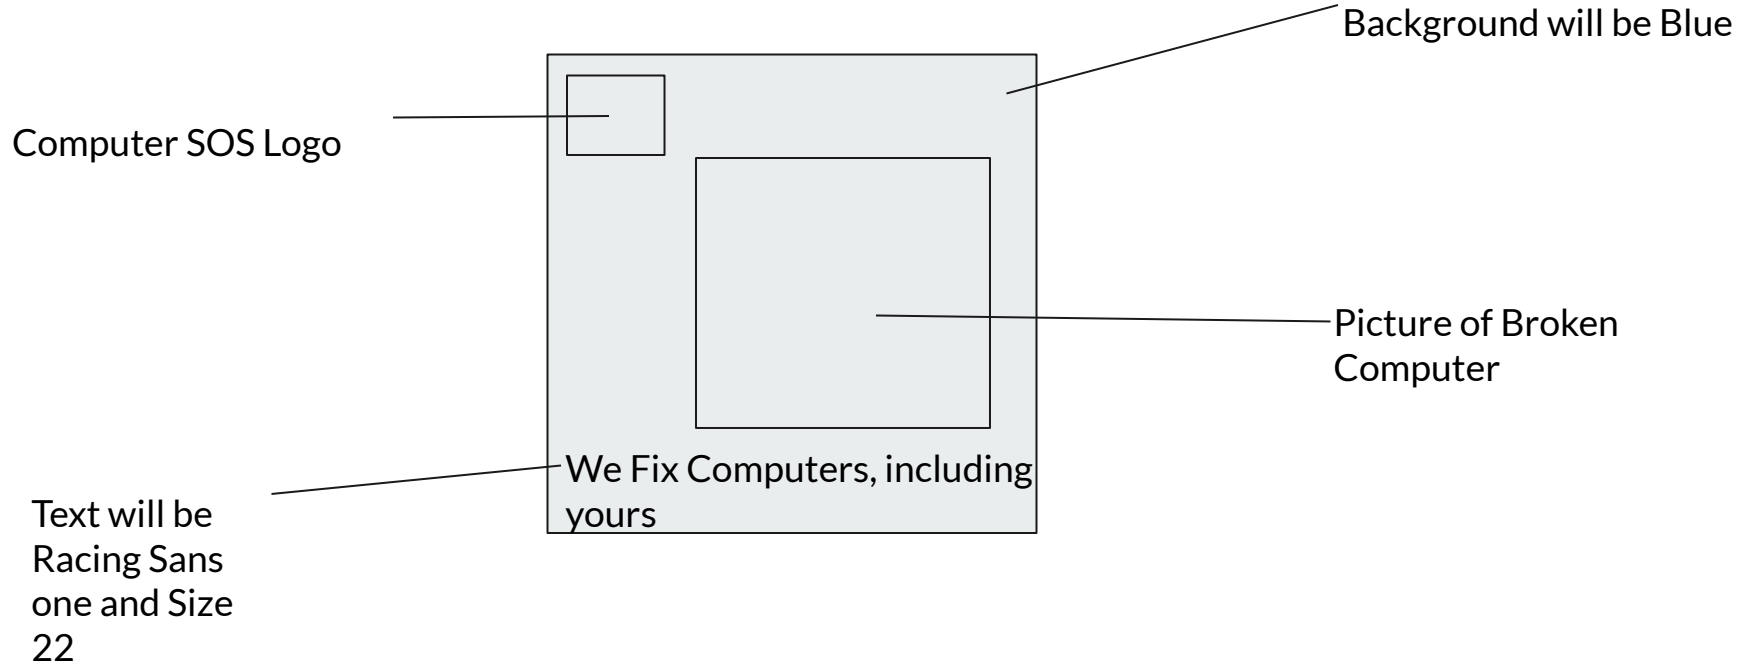 Background will be Blue
Computer SOS Logo
Picture of Broken
Computer
We Fix Computers, including
yours
Text will be
Racing Sans
one and Size
22